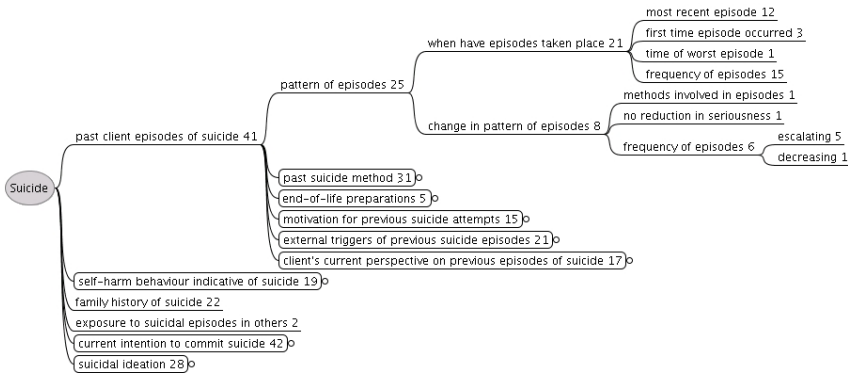 most recent episode 12
first time episode occurred 3
when have episodes taken place 21
time of worst episode 1
frequency of episodes 15
pattern of episodes 25
methods involved in episodes 1
change in pattern of episodes 8
no reduction in seriousness 1
past client episodes of suicide 41
frequency of episodes 6
escalating 5
decreasing 1
Suicide
past suicide method 31
end-of-life preparations 5
motivation for previous suicide attempts 15
external triggers of previous suicide episodes 21
client's current perspective on previous episodes of suicide 17
self-harm behaviour indicative of suicide 19
family history of suicide 22
exposure to suicidal episodes in others 2
current intention to commit suicide 42
suicidal ideation 28